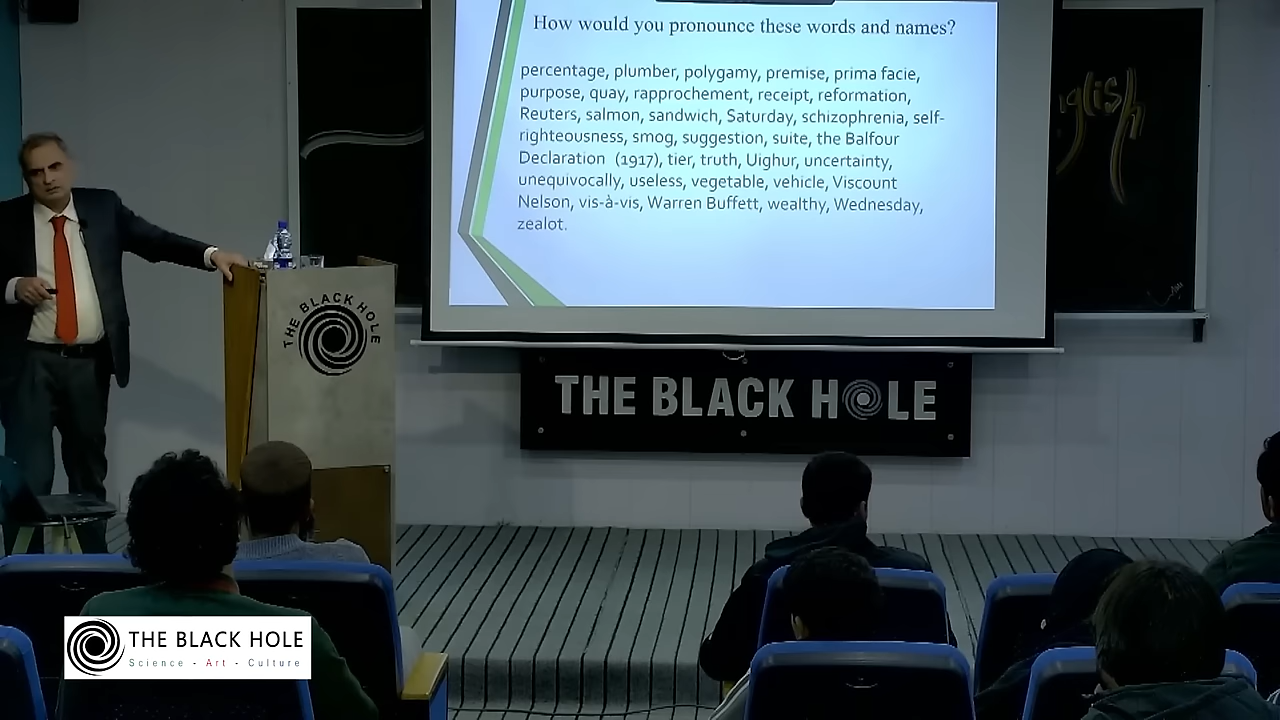 How would you pronounce these words and names?
percentage, plumber, polygamy, premise, prima facie,
purpose, quay, rapprochement, receipt, reformation,
Reuters, salmon, sandwich, Saturday, schizophrenia, self-
righteousness, smog, suggestion, suite, the Balfour
Declaration (1917), tier, truth, Uighur, uncertainty,
unequivocally, useless, vegetable, vehicle, Viscount
Nelson, vis-à-vis, Warren Buffett, wealthy, Wednesday,
zealot.
THE BLACK HOLE
THE BLACK HOLE
THE BLACK HOLE
Science - Art - Culture